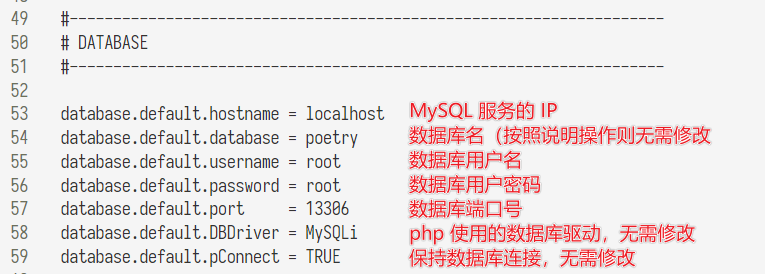 49 #------------------------------------------------------------------
50 # DATABASE
51 #------------------------------------------------------------------
52
53 database.default.hostname = localhost MySQL 服务的 IP
54 database.default.database = poetry 数据库名（按照说明操作则无需修改
55 database.default.username = root 数据库用户名
56 database.default.password = root 数据库用户密码
57 database.default.port = 13306 数据库端口号
58 database.default.DBDriver = MySQLi php 使用的数据库驱动，无需修改
59 database.default.pConnect = TRUE 保持数据库连接，无需修改